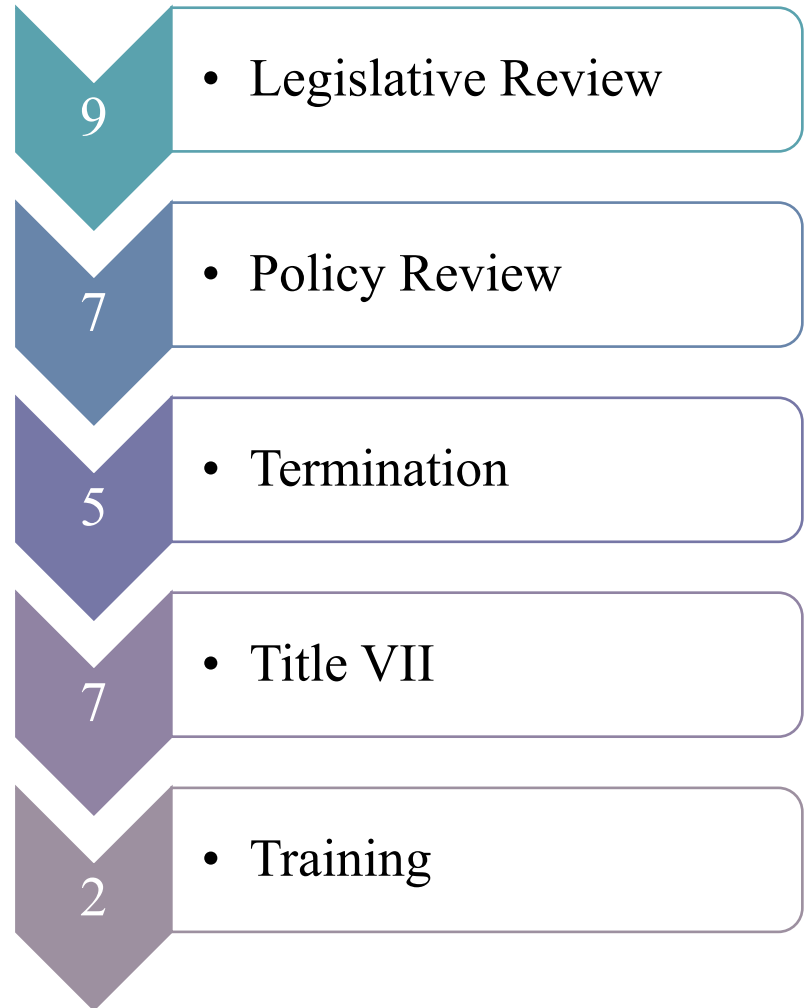 9
• Legislative Review
7
• Policy Review
5
• Termination
7
• Title VII
2
• Training